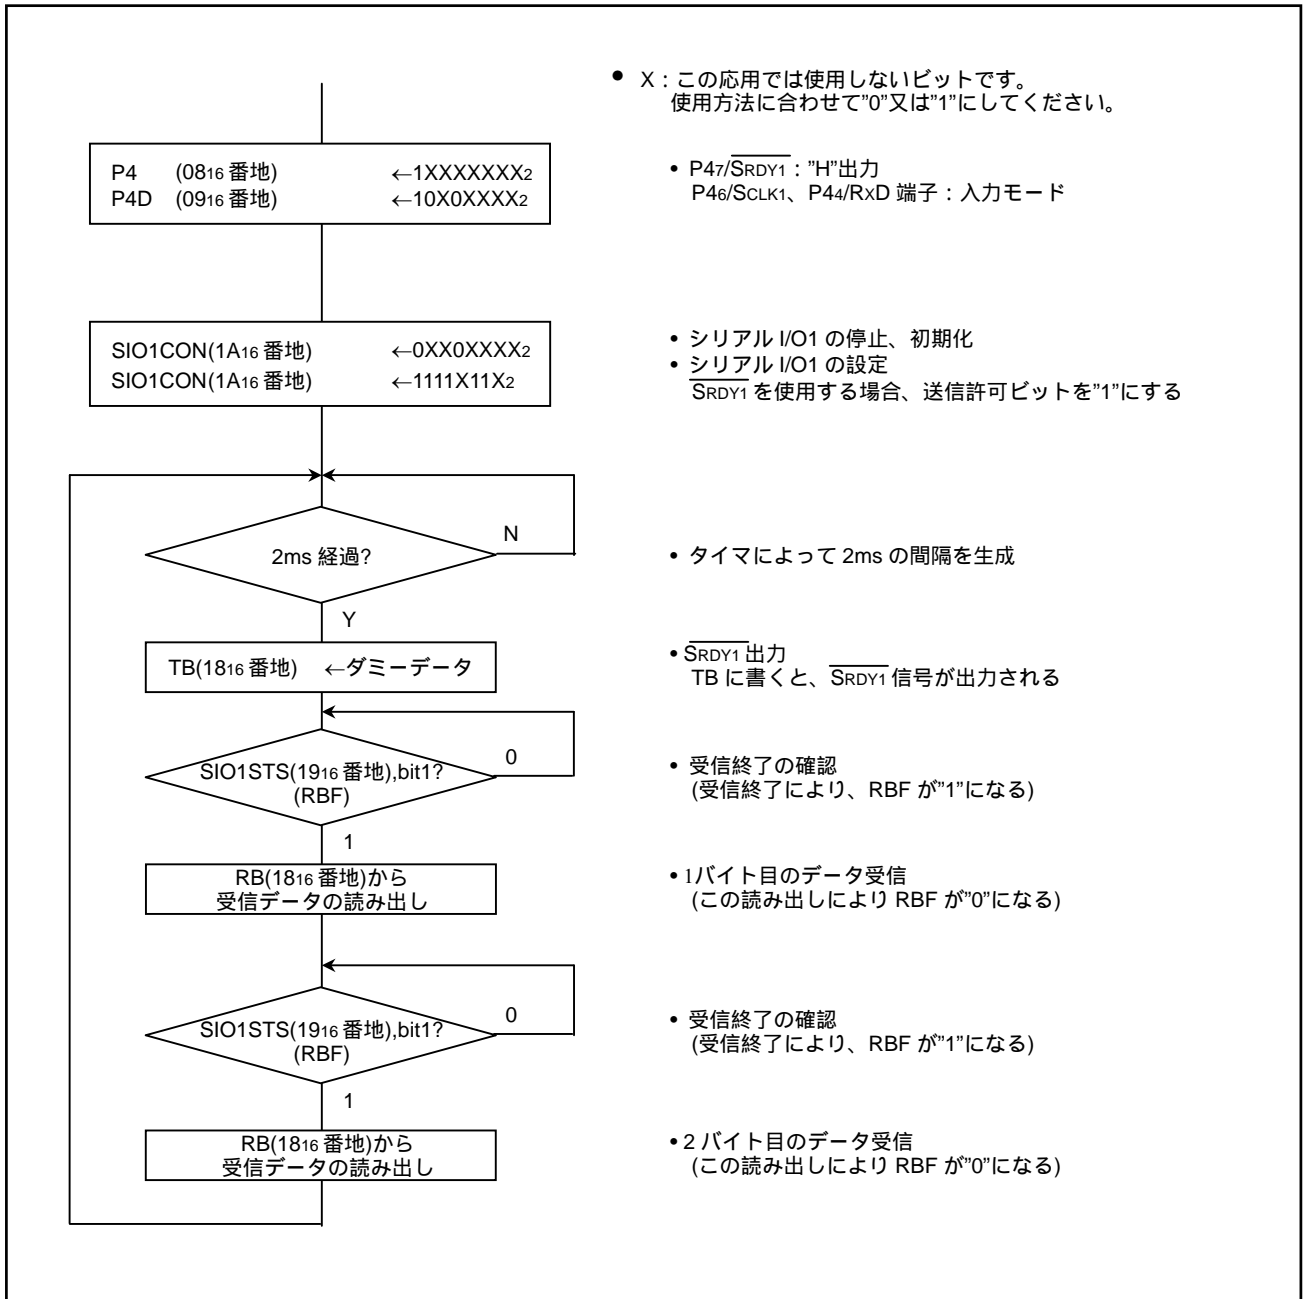 ● X：この応用では使用しないビットです。
使用方法に合わせて"0"又は"1"にしてください。
P4 (0816 番地) ←1XXXXXXX2
P4D (0916 番地) ←10X0XXXX2
• P47/SRDY1："H"出力
P46/SCLK1、P44/RXD 端子：入力モード
SIO1CON(1A16 番地) ←0XX0XXXX2
SIO1CON(1A16 番地) ←1111X11X2
• シリアル I/O1 の停止、初期化
• シリアル I/O1 の設定
SRDY1 を使用する場合、送信許可ビットを"1"にする
2ms 経過?
N
Y
• タイマによって 2ms の間隔を生成
TB(1816 番地) ←ダミーデータ
• SRDY1 出力
TB に書くと、SRDY1 信号が出力される
SIO1STS(1916 番地),bit1?
(RBF)
0
1
• 受信終了の確認
(受信終了により、RBF が"1"になる)
RB(1816 番地)から
受信データの読み出し
• 1バイト目のデータ受信
(この読み出しにより RBF が"0"になる)
SIO1STS(1916 番地),bit1?
(RBF)
0
1
• 受信終了の確認
(受信終了により、RBF が"1"になる)
RB(1816 番地)から
受信データの読み出し
• 2 バイト目のデータ受信
(この読み出しにより RBF が"0"になる)